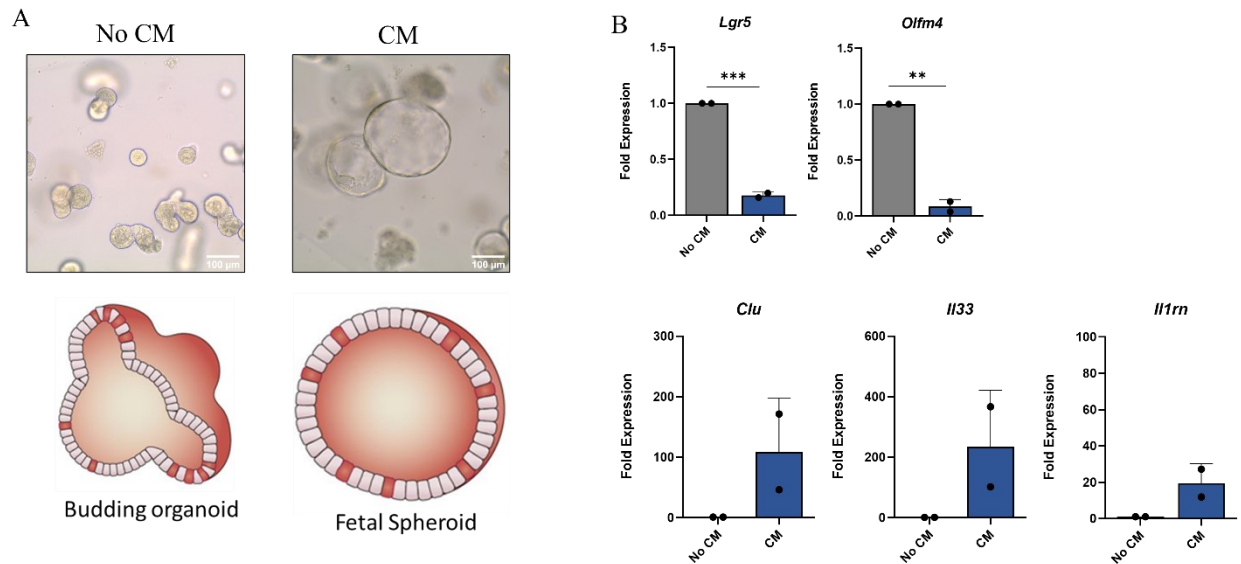 A
No CM
CM
100 µm
100 µm
Budding organoid
Fetal Spheroid
B
Lgr5
Fold Expression
1.5
1.0
0.5
0.0
***
No CM
CM
Olfm4
Fold Expression
1.5
1.0
0.5
0.0
**
No CM
CM
Clu
Fold Expression
300
200
100
0
No CM
CM
Il33
Fold Expression
600
400
200
0
No CM
CM
Il1rn
Fold Expression
100
80
60
40
20
0
No CM
CM